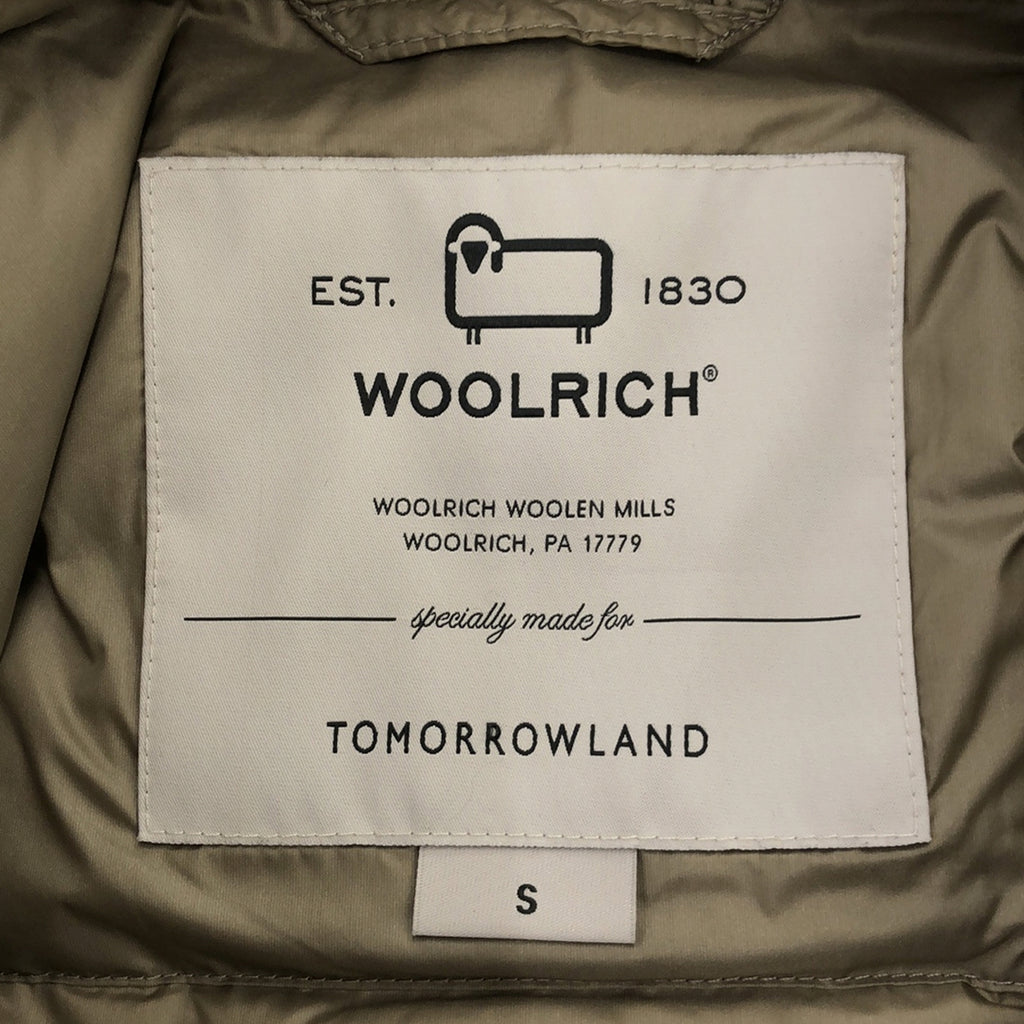 EST. 1830
WOOLRICH®
WOOLRICH WOOLEN MILLS
WOOLRICH, PA 17779
specially made for
TOMORROWLAND
S